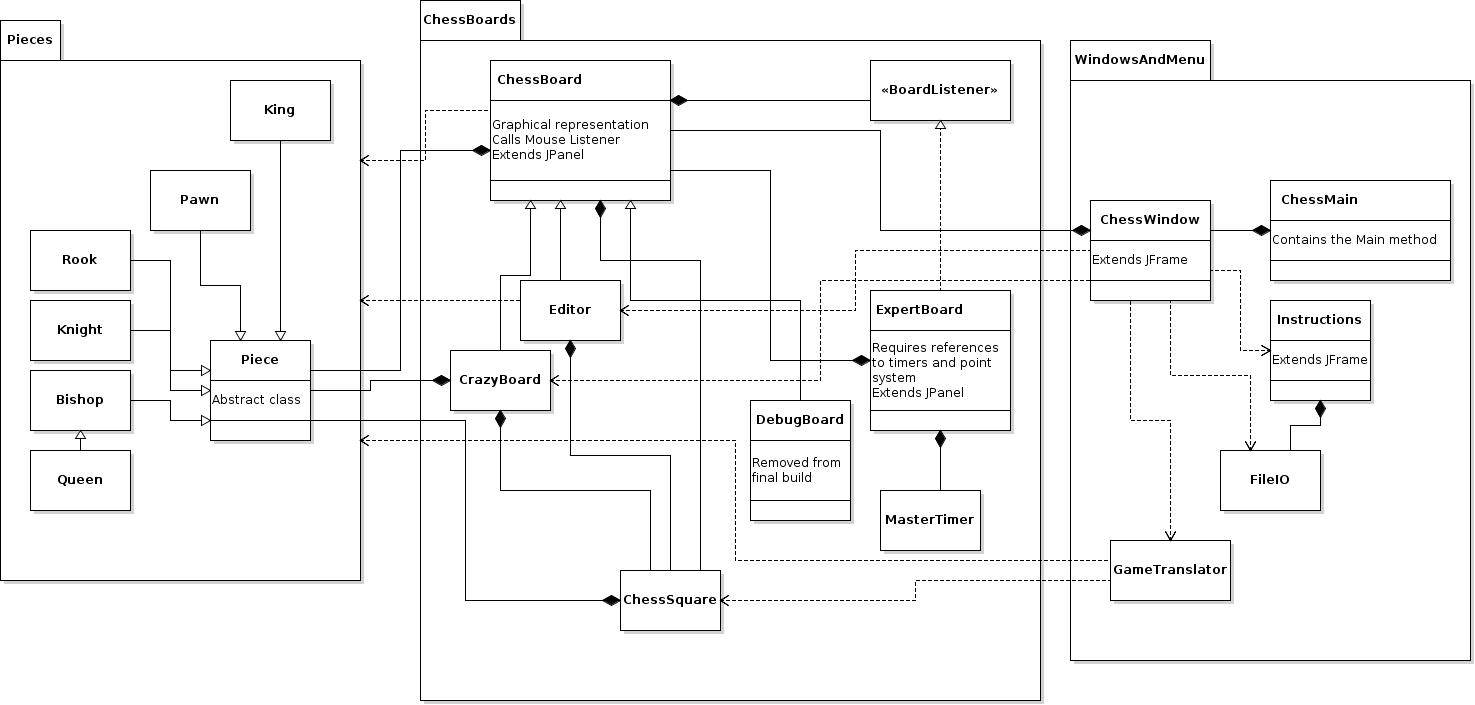 Pieces
King
Pawn
Rook
Knight
Piece
Abstract class
Bishop
Queen
ChessBoards
ChessBoard
Graphical representation
Calls Mouse Listener
Extends JPanel
«BoardListener»
Editor
CrazyBoard
ExpertBoard
Requires references
to timers and point
system
Extends JPanel
DebugBoard
Removed from
final build
MasterTimer
ChessSquare
WindowsAndMenu
ChessWindow
Extends JFrame
ChessMain
Contains the Main method
Instructions
Extends JFrame
FileIO
GameTranslator